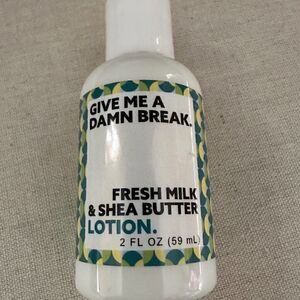 GIVE ME A
DAMN BREAK.
FRESH MILK
& SHEA BUTTER
LOTION.
2 FL OZ (59 mL)